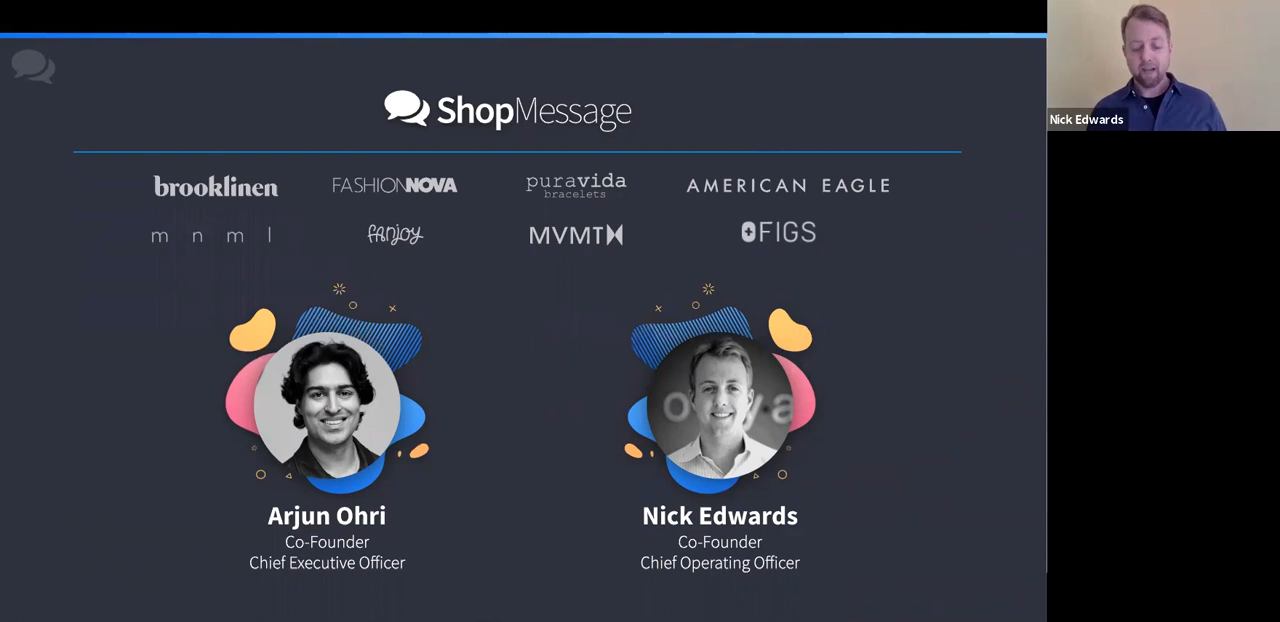 ShopMessage
brooklinen
FASHIONNOVA
puravida
bracelets
AMERICAN EAGLE
m n m l
fanjoy
MVMT
FIGS
Arjun Ohri
Co-Founder
Chief Executive Officer
Nick Edwards
Co-Founder
Chief Operating Officer
Nick Edwards